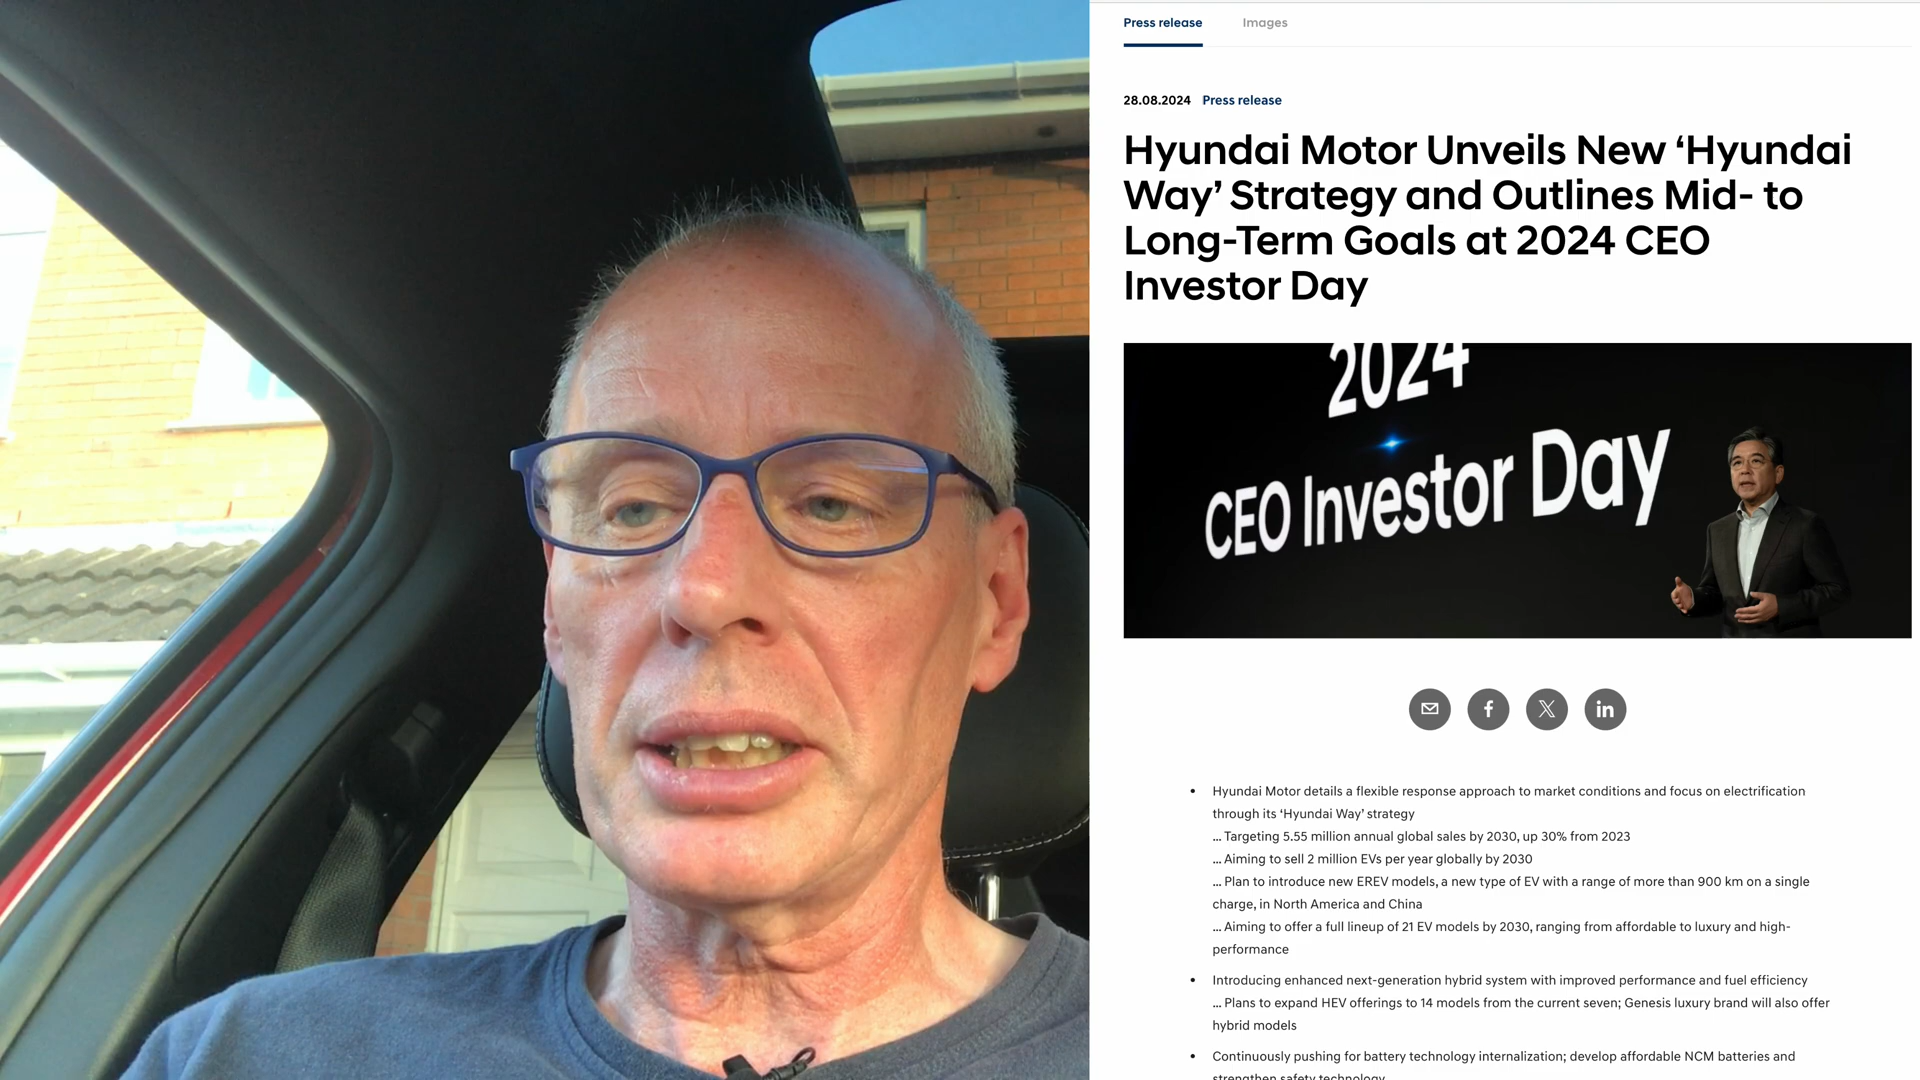 Press release Images
28.08.2024 Press release
Hyundai Motor Unveils New ‘Hyundai
Way’ Strategy and Outlines Mid- to
Long-Term Goals at 2024 CEO
Investor Day
2024
CEO Investor Day
• Hyundai Motor details a flexible response approach to market conditions and focus on electrification
through its ‘Hyundai Way’ strategy
... Targeting 5.55 million annual global sales by 2030, up 30% from 2023
... Aiming to sell 2 million EVs per year globally by 2030
... Plan to introduce new EREV models, a new type of EV with a range of more than 900 km on a single
charge, in North America and China
... Aiming to offer a full lineup of 21 EV models by 2030, ranging from affordable to luxury and high-
performance
• Introducing enhanced next-generation hybrid system with improved performance and fuel efficiency
... Plans to expand HEV offerings to 14 models from the current seven; Genesis luxury brand will also offer
hybrid models
• Continuously pushing for battery technology internalization; develop affordable NCM batteries and
strengthen safety technology